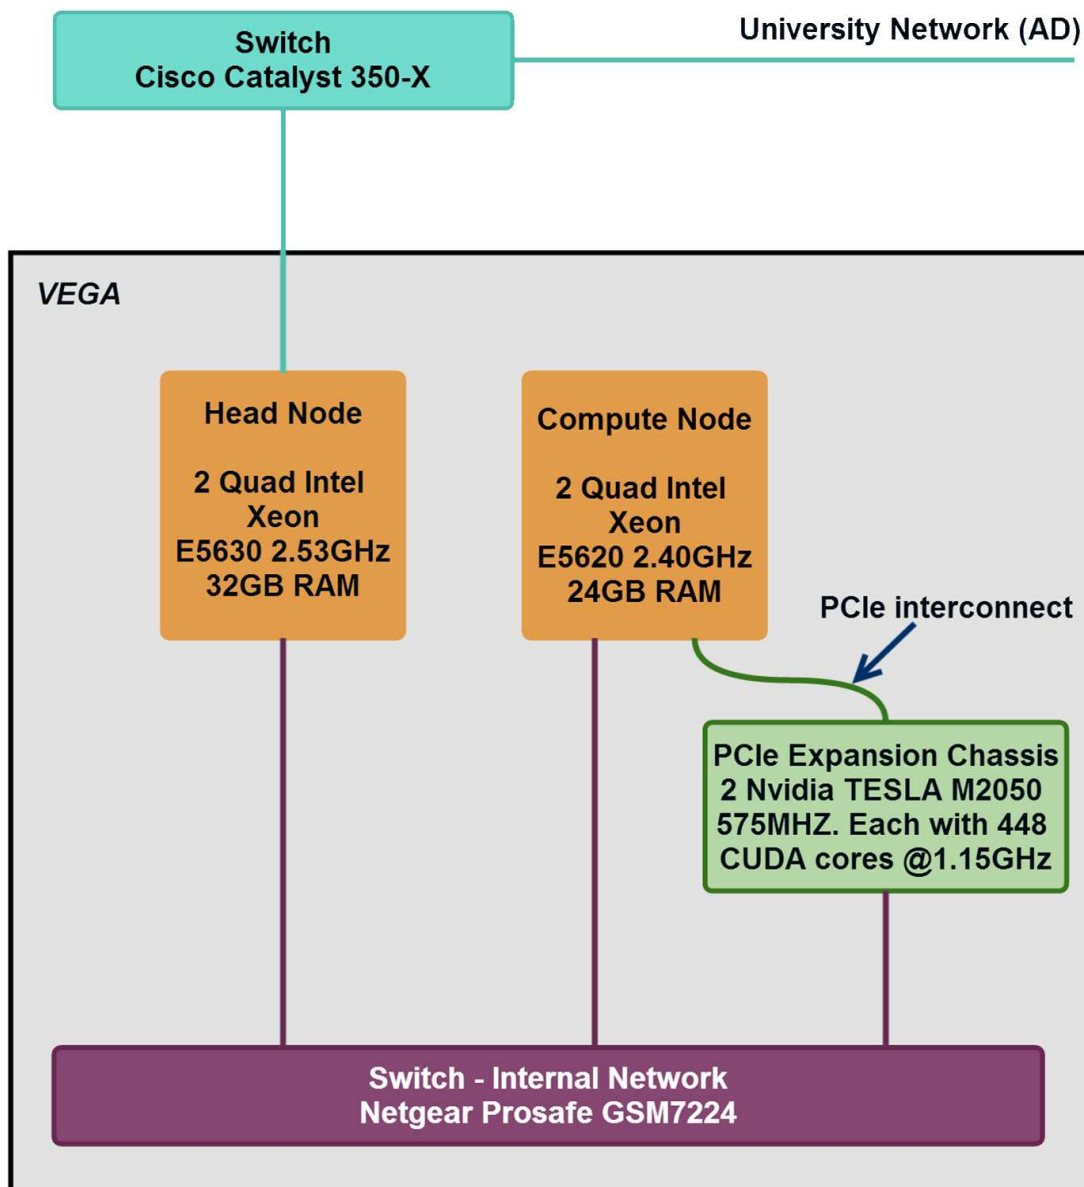 Switch
Cisco Catalyst 350-X
University Network (AD)
VEGA
Head Node
2 Quad Intel
Xeon
E5630 2.53GHz
32GB RAM
Compute Node
2 Quad Intel
Xeon
E5620 2.40GHz
24GB RAM
PCIe interconnect
PCIe Expansion Chassis
2 Nvidia TESLA M2050
575MHZ. Each with 448
CUDA cores @1.15GHz
Switch - Internal Network
Netgear Prosafe GSM7224